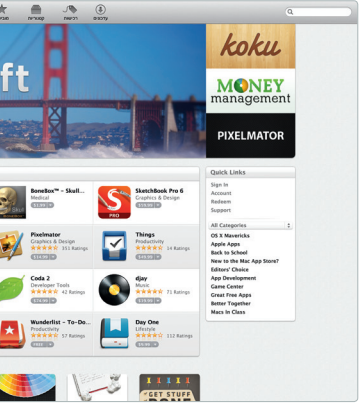 עדכונים
רכישות
קטגוריות
ft
koku
MONEY
management
PIXELMATOR
Quick Links
Sign In
Account
Redeem
Support
All Categories
OS X Mavericks
Apple Apps
Back to School
New to the Mac App Store?
Editors' Choice
App Development
Game Center
Great Free Apps
Better Together
Macs In Class
BoneBox™ – Skull...
Medical
SketchBook Pro 6
Graphics & Design
PRO
Pixelmator
Graphics & Design
351 Ratings
Things
Productivity
14 Ratings
Coda 2
Developer Tools
42 Ratings
djay
Music
71 Ratings
Wunderlist – To-Do...
Productivity
57 Ratings
FREE
Day One
Lifestyle
112 Ratings
GET STUFF
DONE